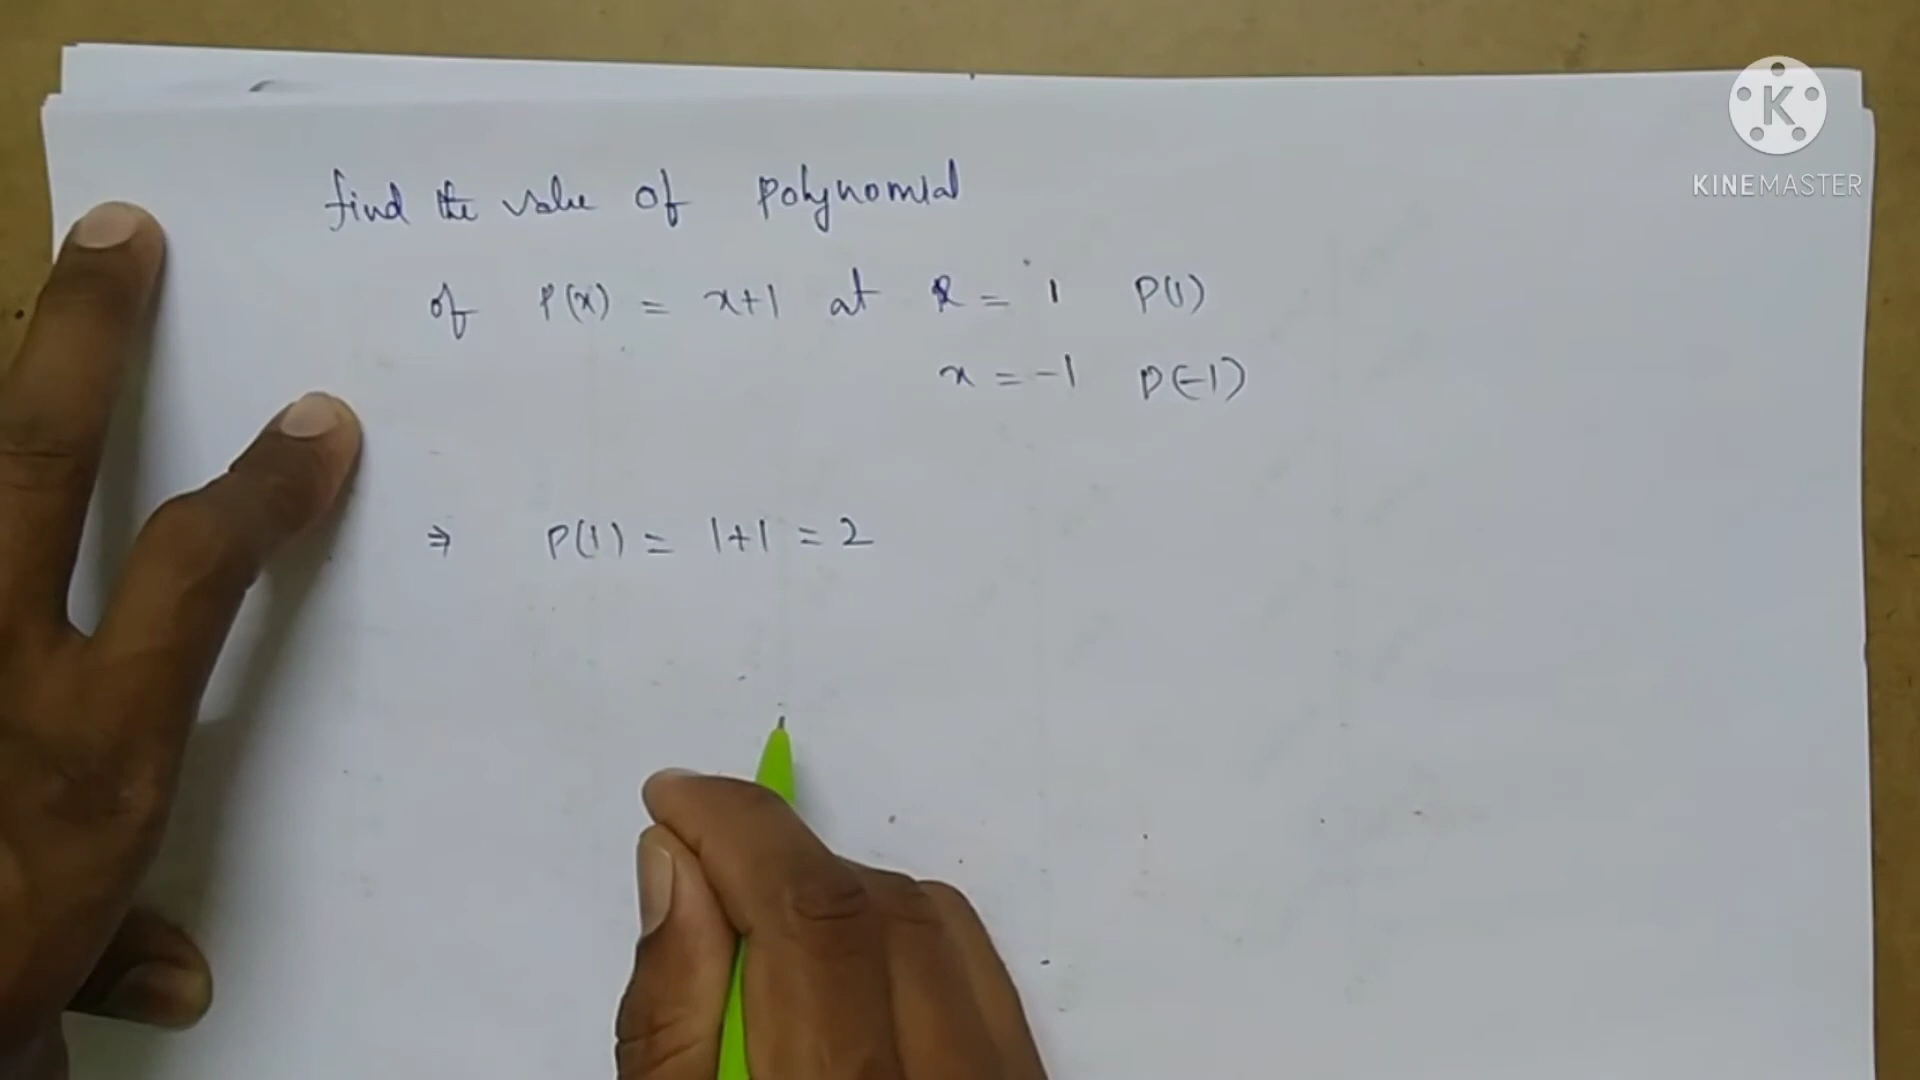 K
KINEMASTER
find the value of polynomial
of P(x) = x+1 at x = 1 P(1)
x = -1 P(-1)
⇒ P(1) = 1+1 = 2